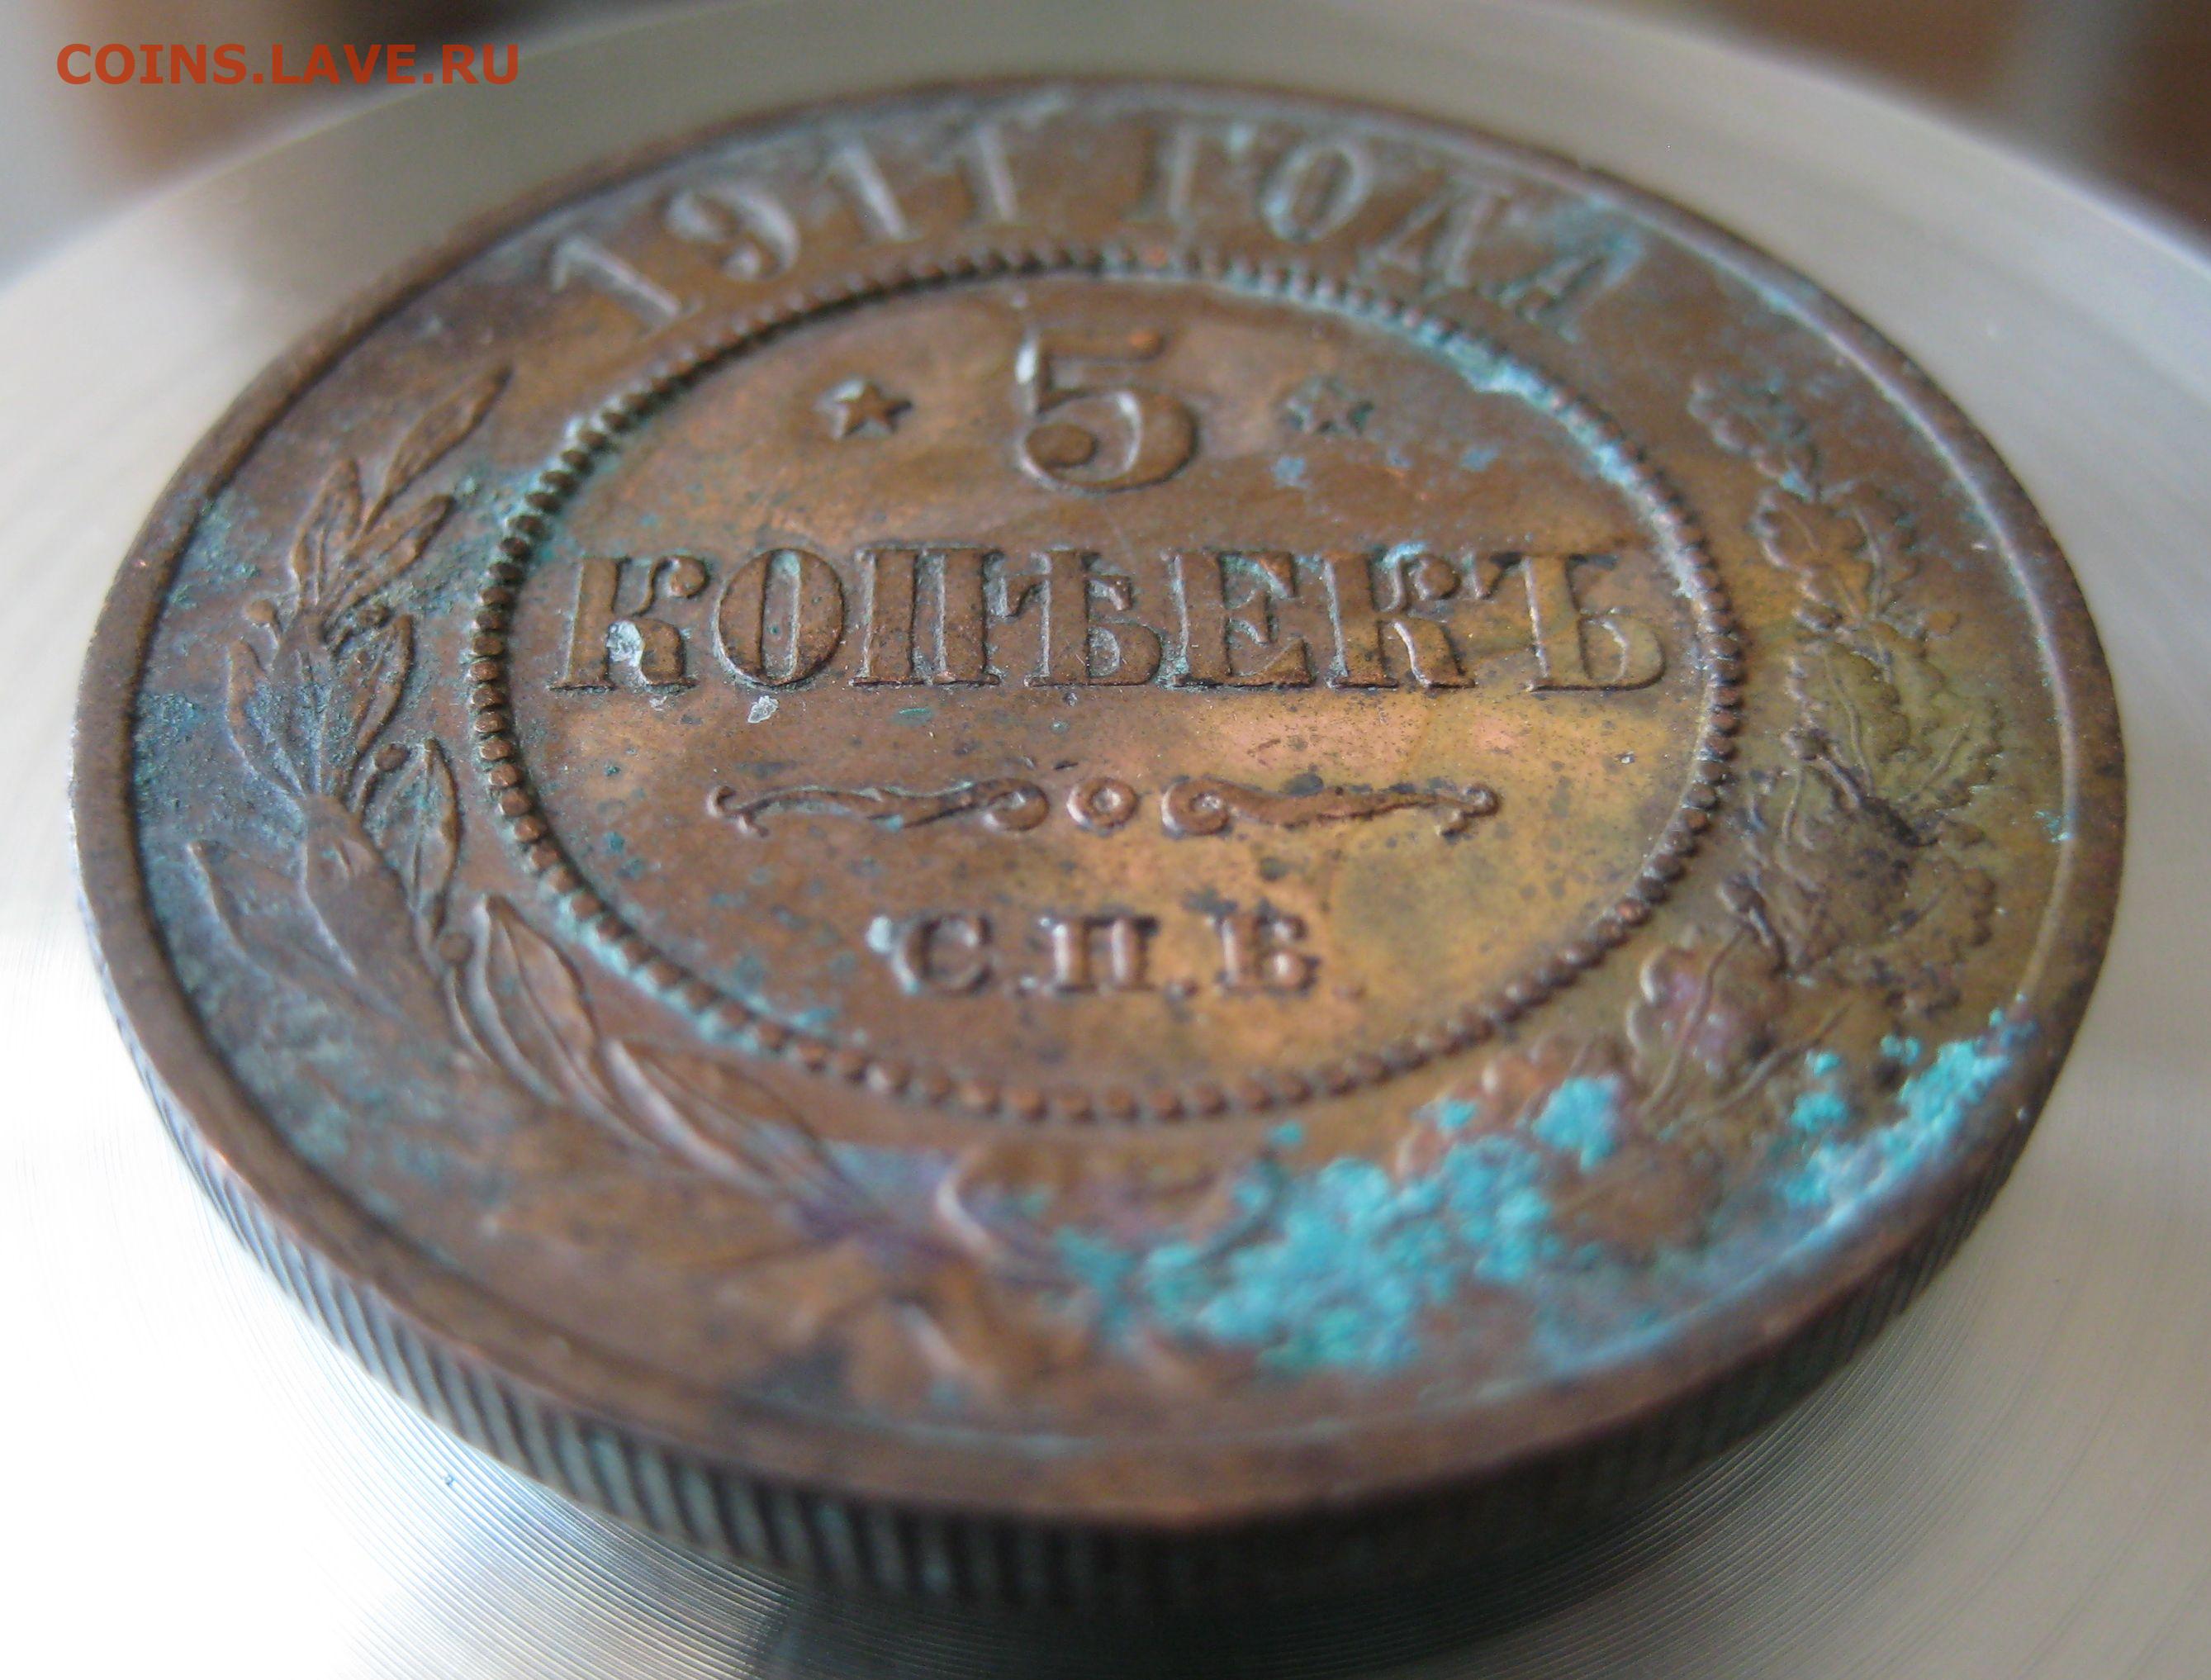 COINS.LAVE.RU
1911 ГОДА
5
КОПѢЕКЪ
С.П.Б.